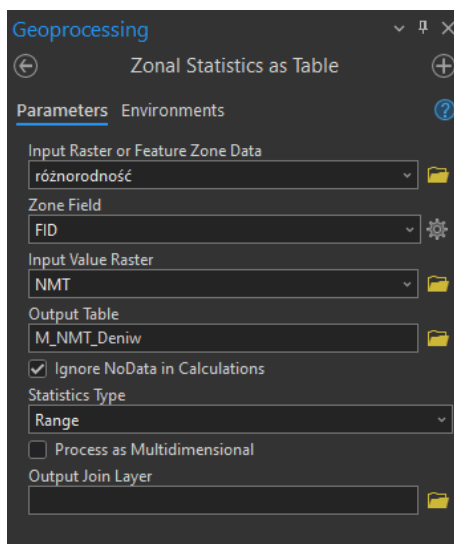 Geoprocessing
Zonal Statistics as Table
Parameters Environments
Input Raster or Feature Zone Data
różnorodność
Zone Field
FID
Input Value Raster
NMT
Output Table
M_NMT_Deniw
Ignore NoData in Calculations
Statistics Type
Range
Process as Multidimensional
Output Join Layer